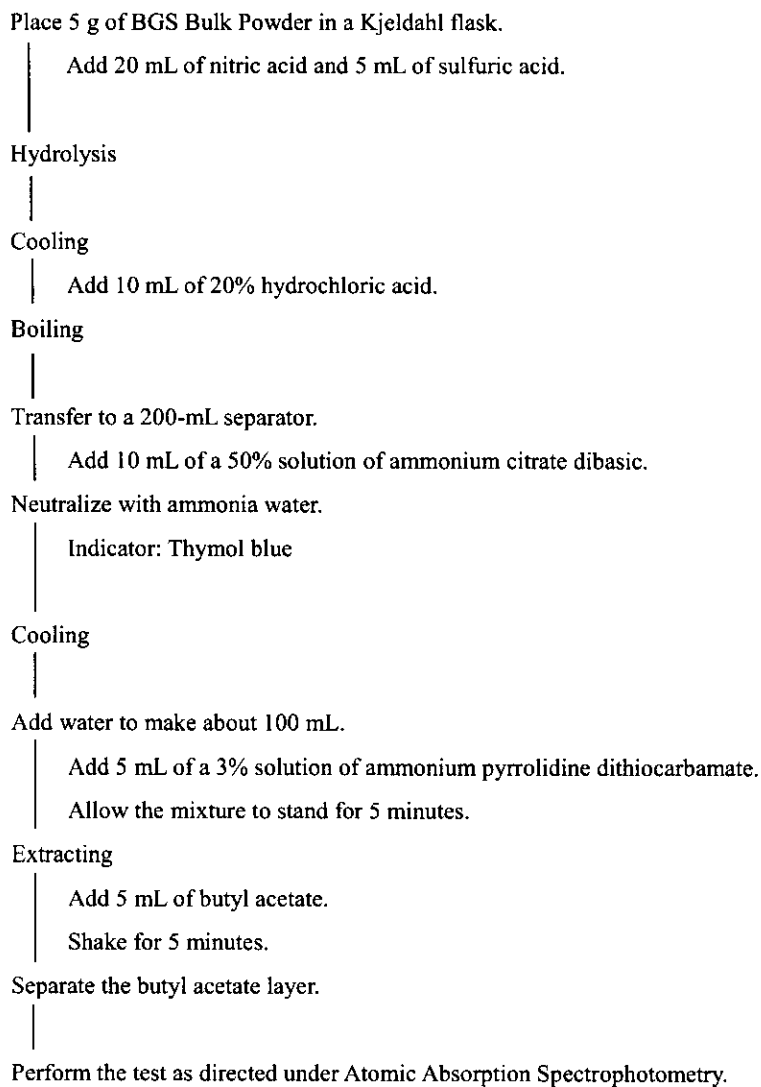 Place 5 g of BGS Bulk Powder in a Kjeldahl flask.
Add 20 mL of nitric acid and 5 mL of sulfuric acid.
Hydrolysis
Cooling
Add 10 mL of 20% hydrochloric acid.
Boiling
Transfer to a 200-mL separator.
Add 10 mL of a 50% solution of ammonium citrate dibasic.
Neutralize with ammonia water.
Indicator: Thymol blue
Cooling
Add water to make about 100 mL.
Add 5 mL of a 3% solution of ammonium pyrrolidine dithiocarbamate.
Allow the mixture to stand for 5 minutes.
Extracting
Add 5 mL of butyl acetate.
Shake for 5 minutes.
Separate the butyl acetate layer.
Perform the test as directed under Atomic Absorption Spectrophotometry.